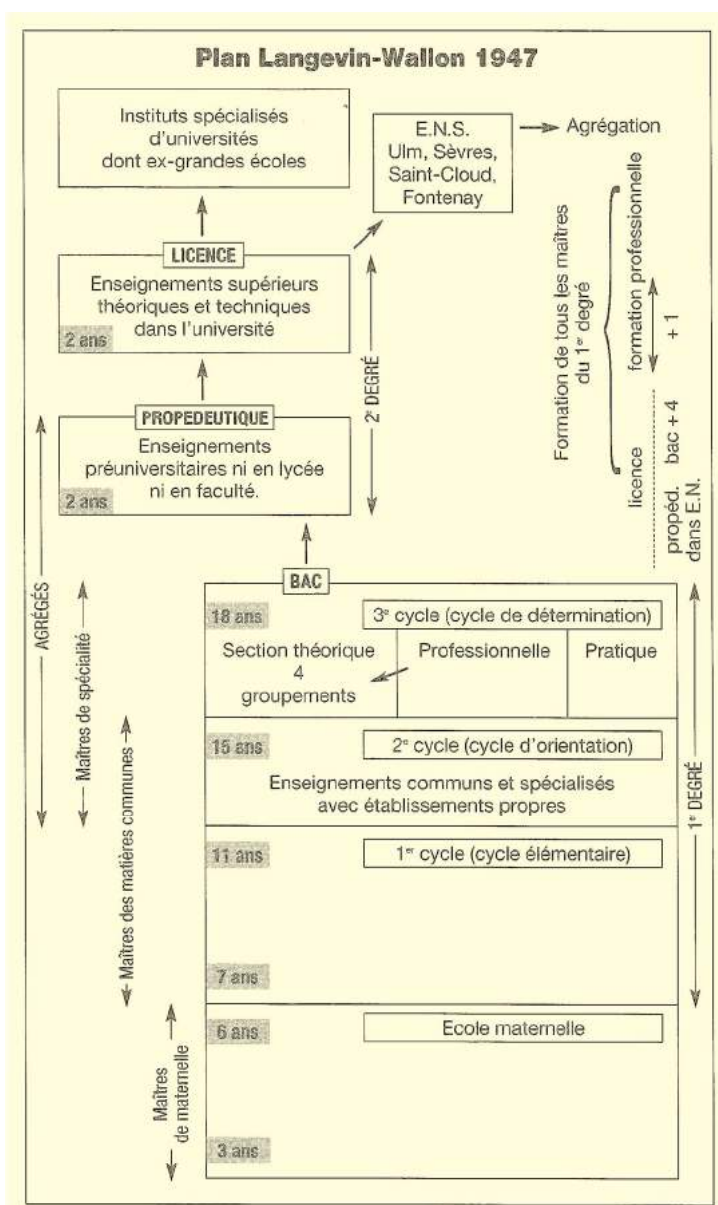 Plan Langevin-Wallon 1947
Instituts spécialisés
d'universités
dont ex-grandes écoles
E.N.S.
Ulm, Sèvres,
Saint-Cloud,
Fontenay
Agrégation
LICENCE
Enseignements supérieurs
théoriques et techniques
dans l'université
2 ans
2e DEGRÉ
Formation de tous les maîtres
du 1er degré
formation professionnelle
+ 1
licence
bac + 4
propéd.
dans E.N.
PROPEDEUTIQUE
Enseignements
préuniversitaires ni en lycée
ni en faculté.
2 ans
BAC
18 ans
3e cycle (cycle de détermination)
Section théorique
4
groupements
Professionnelle
Pratique
15 ans
2e cycle (cycle d'orientation)
Enseignements communs et spécialisés
avec établissements propres
11 ans
1er cycle (cycle élémentaire)
7 ans
6 ans
Ecole maternelle
3 ans
AGRÉGÉS
Maîtres de spécialité
Maîtres des matières communes
Maîtres
de maternelle
1er DEGRÉ